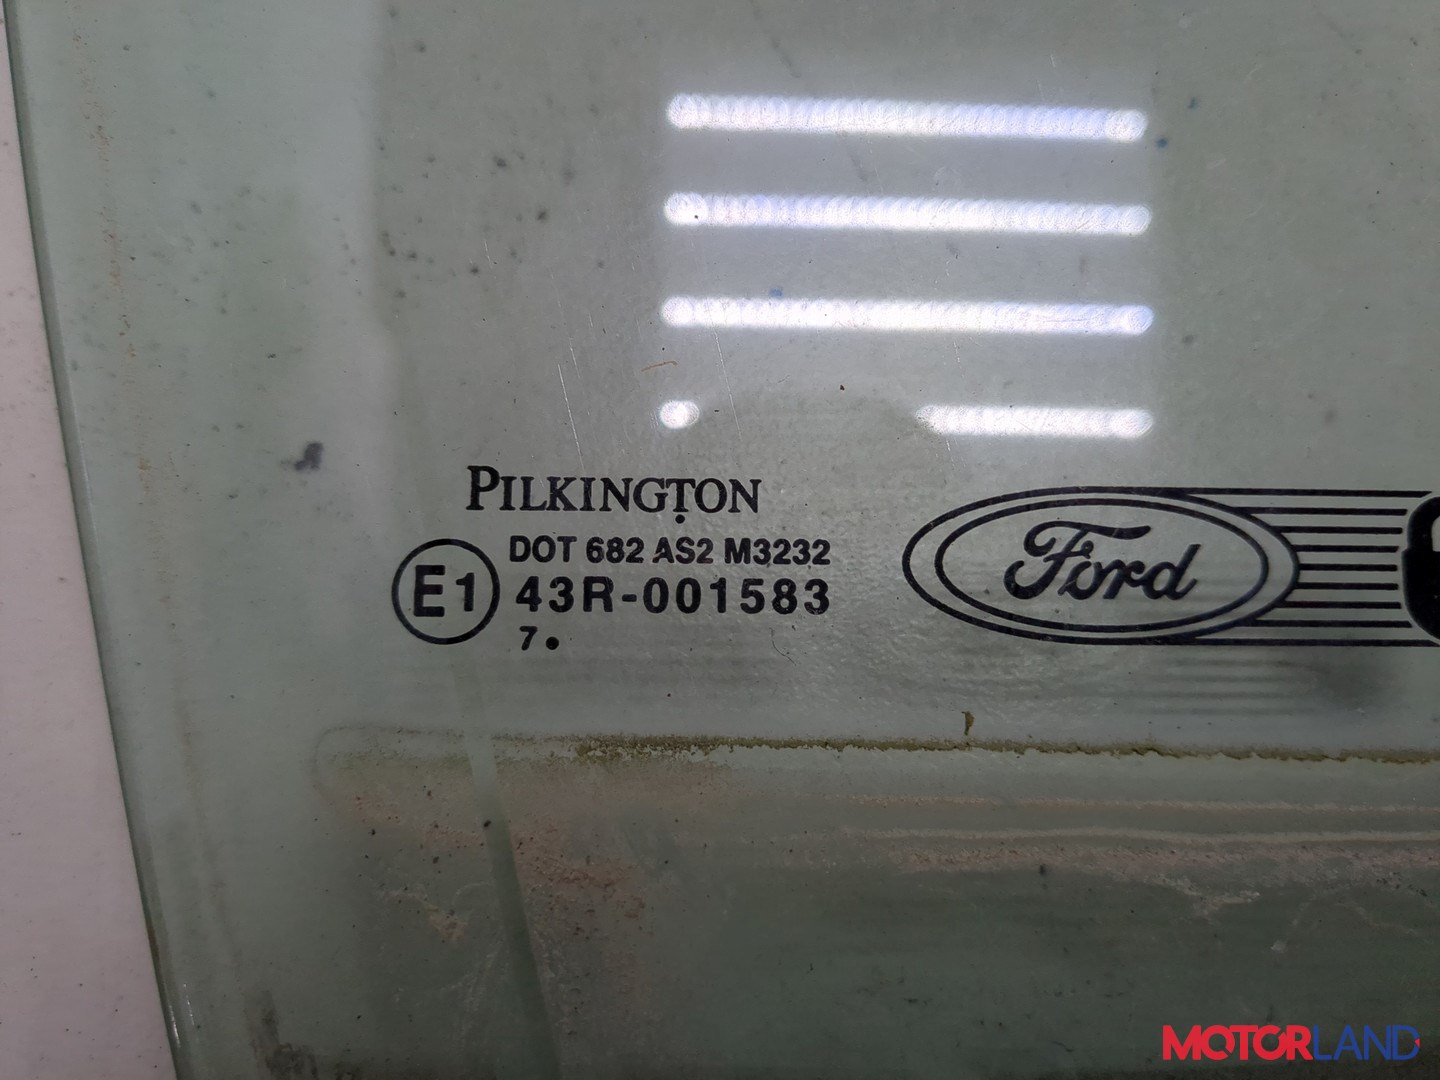 PILKINGTON
DOT 682 AS2 M3232
E1 43R-001583
7 •
Ford
MOTORLAND